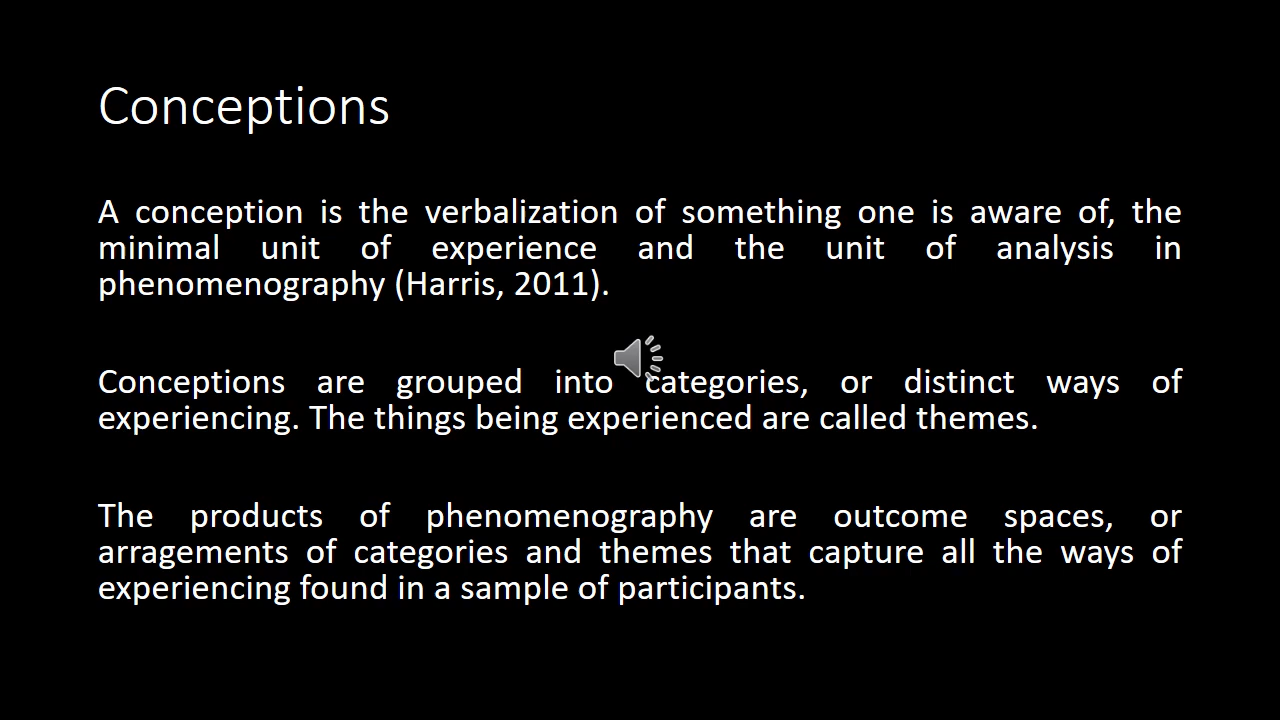 Conceptions
A conception is the verbalization of something one is aware of, the
minimal unit of experience and the unit of analysis in
phenomenography (Harris, 2011).
Conceptions are grouped into categories, or distinct ways of
experiencing. The things being experienced are called themes.
The products of phenomenography are outcome spaces, or
arragements of categories and themes that capture all the ways of
experiencing found in a sample of participants.